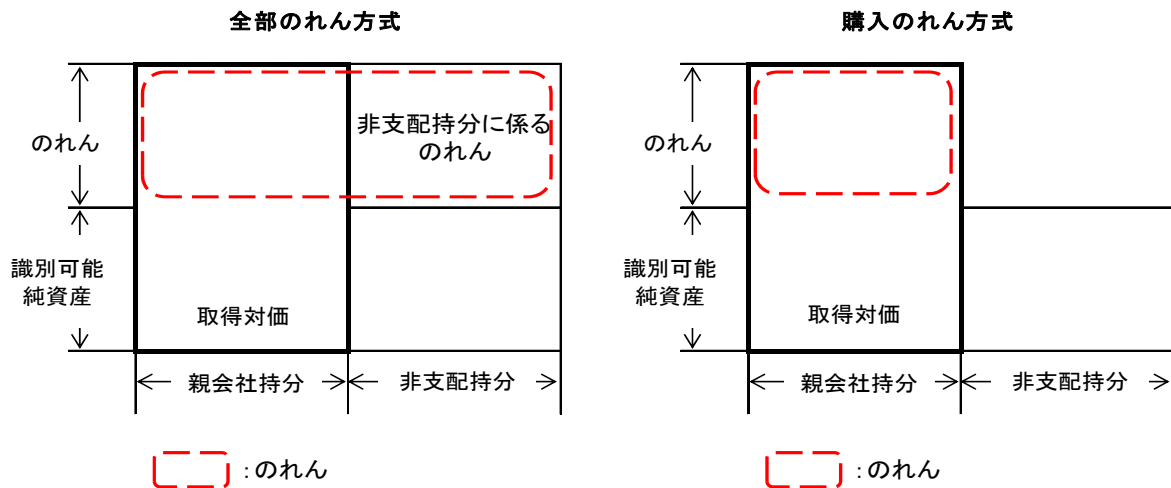 全部のれん方式
のれん
非支配持分に係る
のれん
識別可能
純資産
取得対価
親会社持分
非支配持分
：のれん
購入のれん方式
のれん
識別可能
純資産
取得対価
親会社持分
非支配持分
：のれん